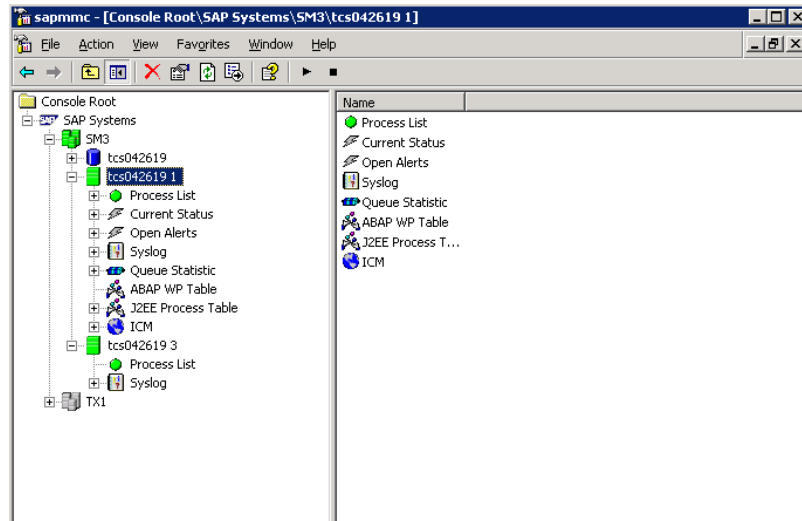 sapmmc - [Console Root\SAP Systems\SM3\tcs042619 1]
File Action View Favorites Window Help
Console Root
SAP Systems
SM3
tcs042619
tcs042619 1
Process List
Current Status
Open Alerts
Syslog
Queue Statistic
ABAP WP Table
J2EE Process Table
ICM
tcs042619 3
Process List
Syslog
TX1
Name
Process List
Current Status
Open Alerts
Syslog
Queue Statistic
ABAP WP Table
J2EE Process T...
ICM